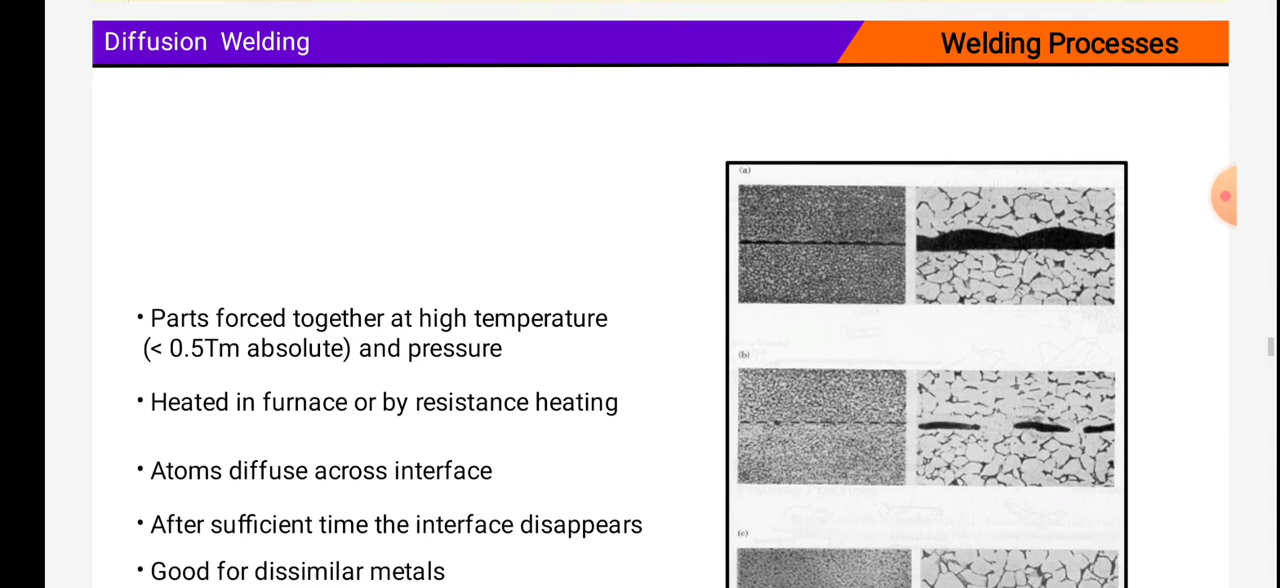 Diffusion Welding
Welding Processes
(a)
• Parts forced together at high temperature
(< 0.5Tm absolute) and pressure
(b)
• Heated in furnace or by resistance heating
• Atoms diffuse across interface
• After sufficient time the interface disappears
(c)
• Good for dissimilar metals